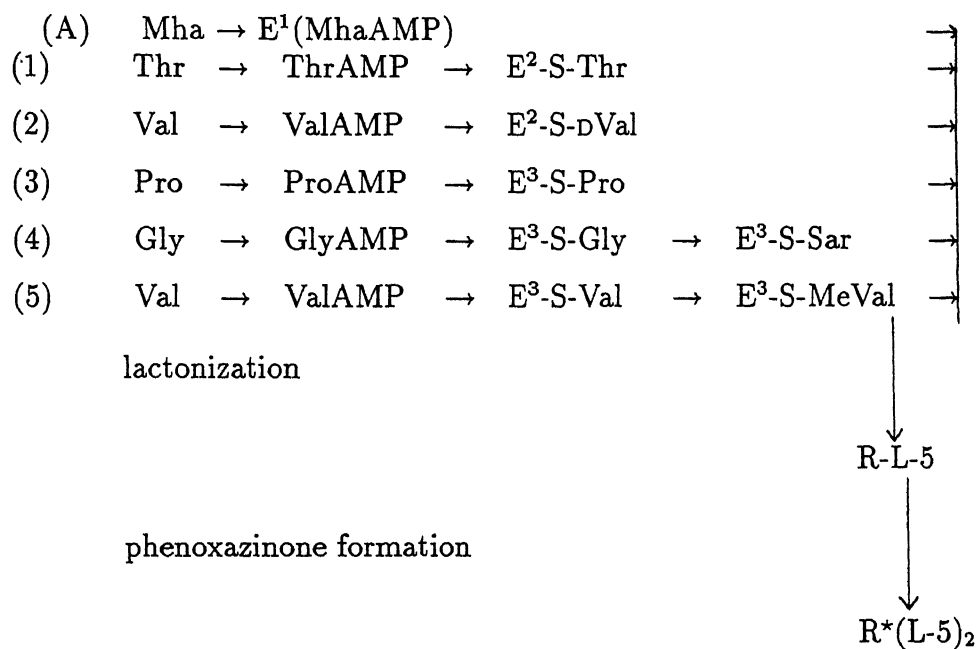 (A) Mha → E¹(MhaAMP) →
(1) Thr → ThrAMP → E²-S-Thr →
(2) Val → ValAMP → E²-S-ᴅVal →
(3) Pro → ProAMP → E³-S-Pro →
(4) Gly → GlyAMP → E³-S-Gly → E³-S-Sar →
(5) Val → ValAMP → E³-S-Val → E³-S-MeVal →
lactonization
R-L-5
phenoxazinone formation
R*(L-5)₂